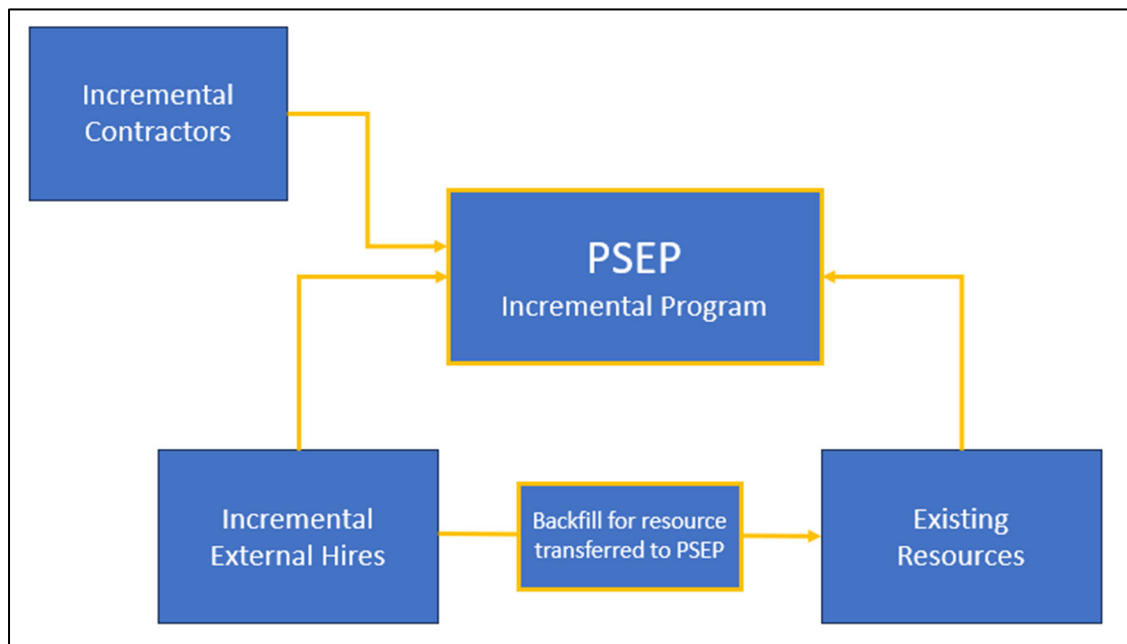 Incremental
Contractors
PSEP
Incremental Program
Incremental
External Hires
Backfill for resource
transferred to PSEP
Existing
Resources